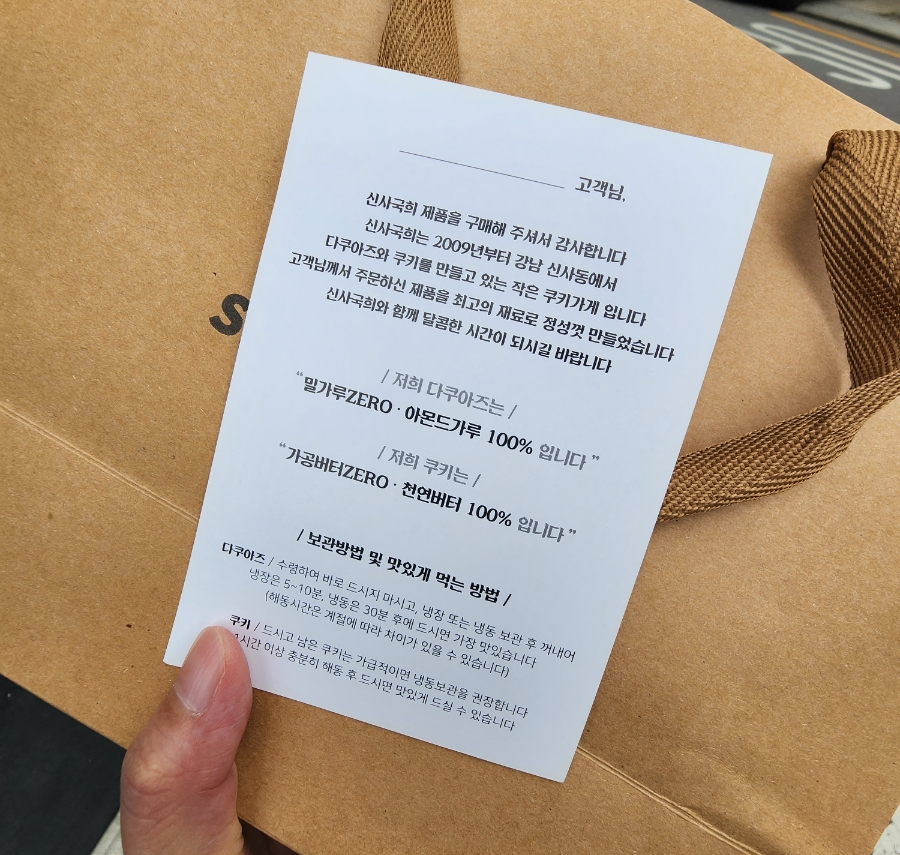 고객님,
신사국희 제품을 구매해 주셔서 감사합니다
신사국희는 2009년부터 강남 신사동에서
다쿠아즈와 쿠키를 만들고 있는 작은 쿠키가게 입니다
고객님께서 주문하신 제품을 최고의 재료로 정성껏 만들었습니다
신사국희와 함께 달콤한 시간이 되시길 바랍니다
/ 저희 다쿠아즈는 /
“밀가루ZERO · 아몬드가루 100% 입니다 ”
/ 저희 쿠키는 /
“가공버터ZERO · 천연버터 100% 입니다 ”
/ 보관방법 및 맛있게 먹는 방법 /
다쿠아즈 / 수령하여 바로 드시지 마시고, 냉장 또는 냉동 보관 후 꺼내어
냉장은 5~10분, 냉동은 30분 후에 드시면 가장 맛있습니다
(해동시간은 계절에 따라 차이가 있을 수 있습니다)
쿠키 / 드시고 남은 쿠키는 가급적이면 냉동보관을 권장합니다
1시간 이상 충분히 해동 후 드시면 맛있게 드실 수 있습니다